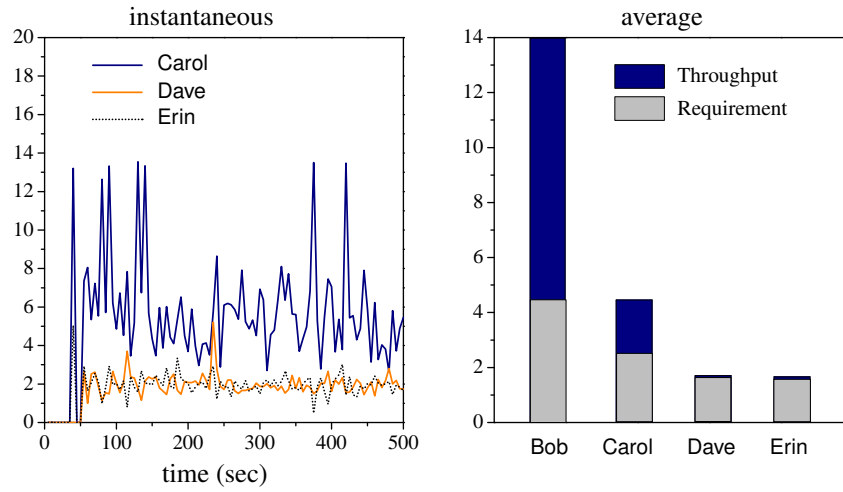 instantaneous
20
18
16
14
12
10
8
6
4
2
0
Carol
Dave
Erin
0 100 200 300 400 500
time (sec)
average
14
12
10
8
6
4
2
0
Throughput
Requirement
Bob Carol Dave Erin